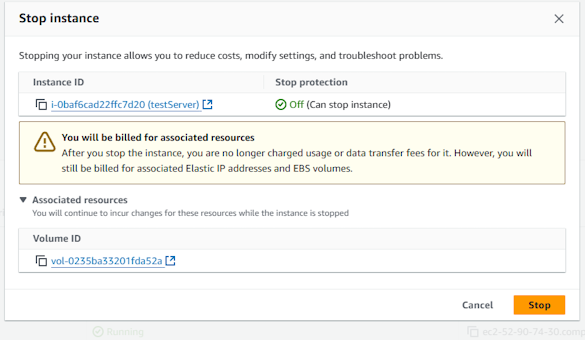 Stop instance
Stopping your instance allows you to reduce costs, modify settings, and troubleshoot problems.
Instance ID
Stop protection
i-0baf6cad22ffc7d20 (testServer)
Off (Can stop instance)
You will be billed for associated resources
After you stop the instance, you are no longer charged usage or data transfer fees for it. However, you will
still be billed for associated Elastic IP addresses and EBS volumes.
Associated resources
You will continue to incur changes for these resources while the instance is stopped
Volume ID
vol-0235ba33201fda52a
Cancel
Stop
Running
ec2-52-90-74-30.comp